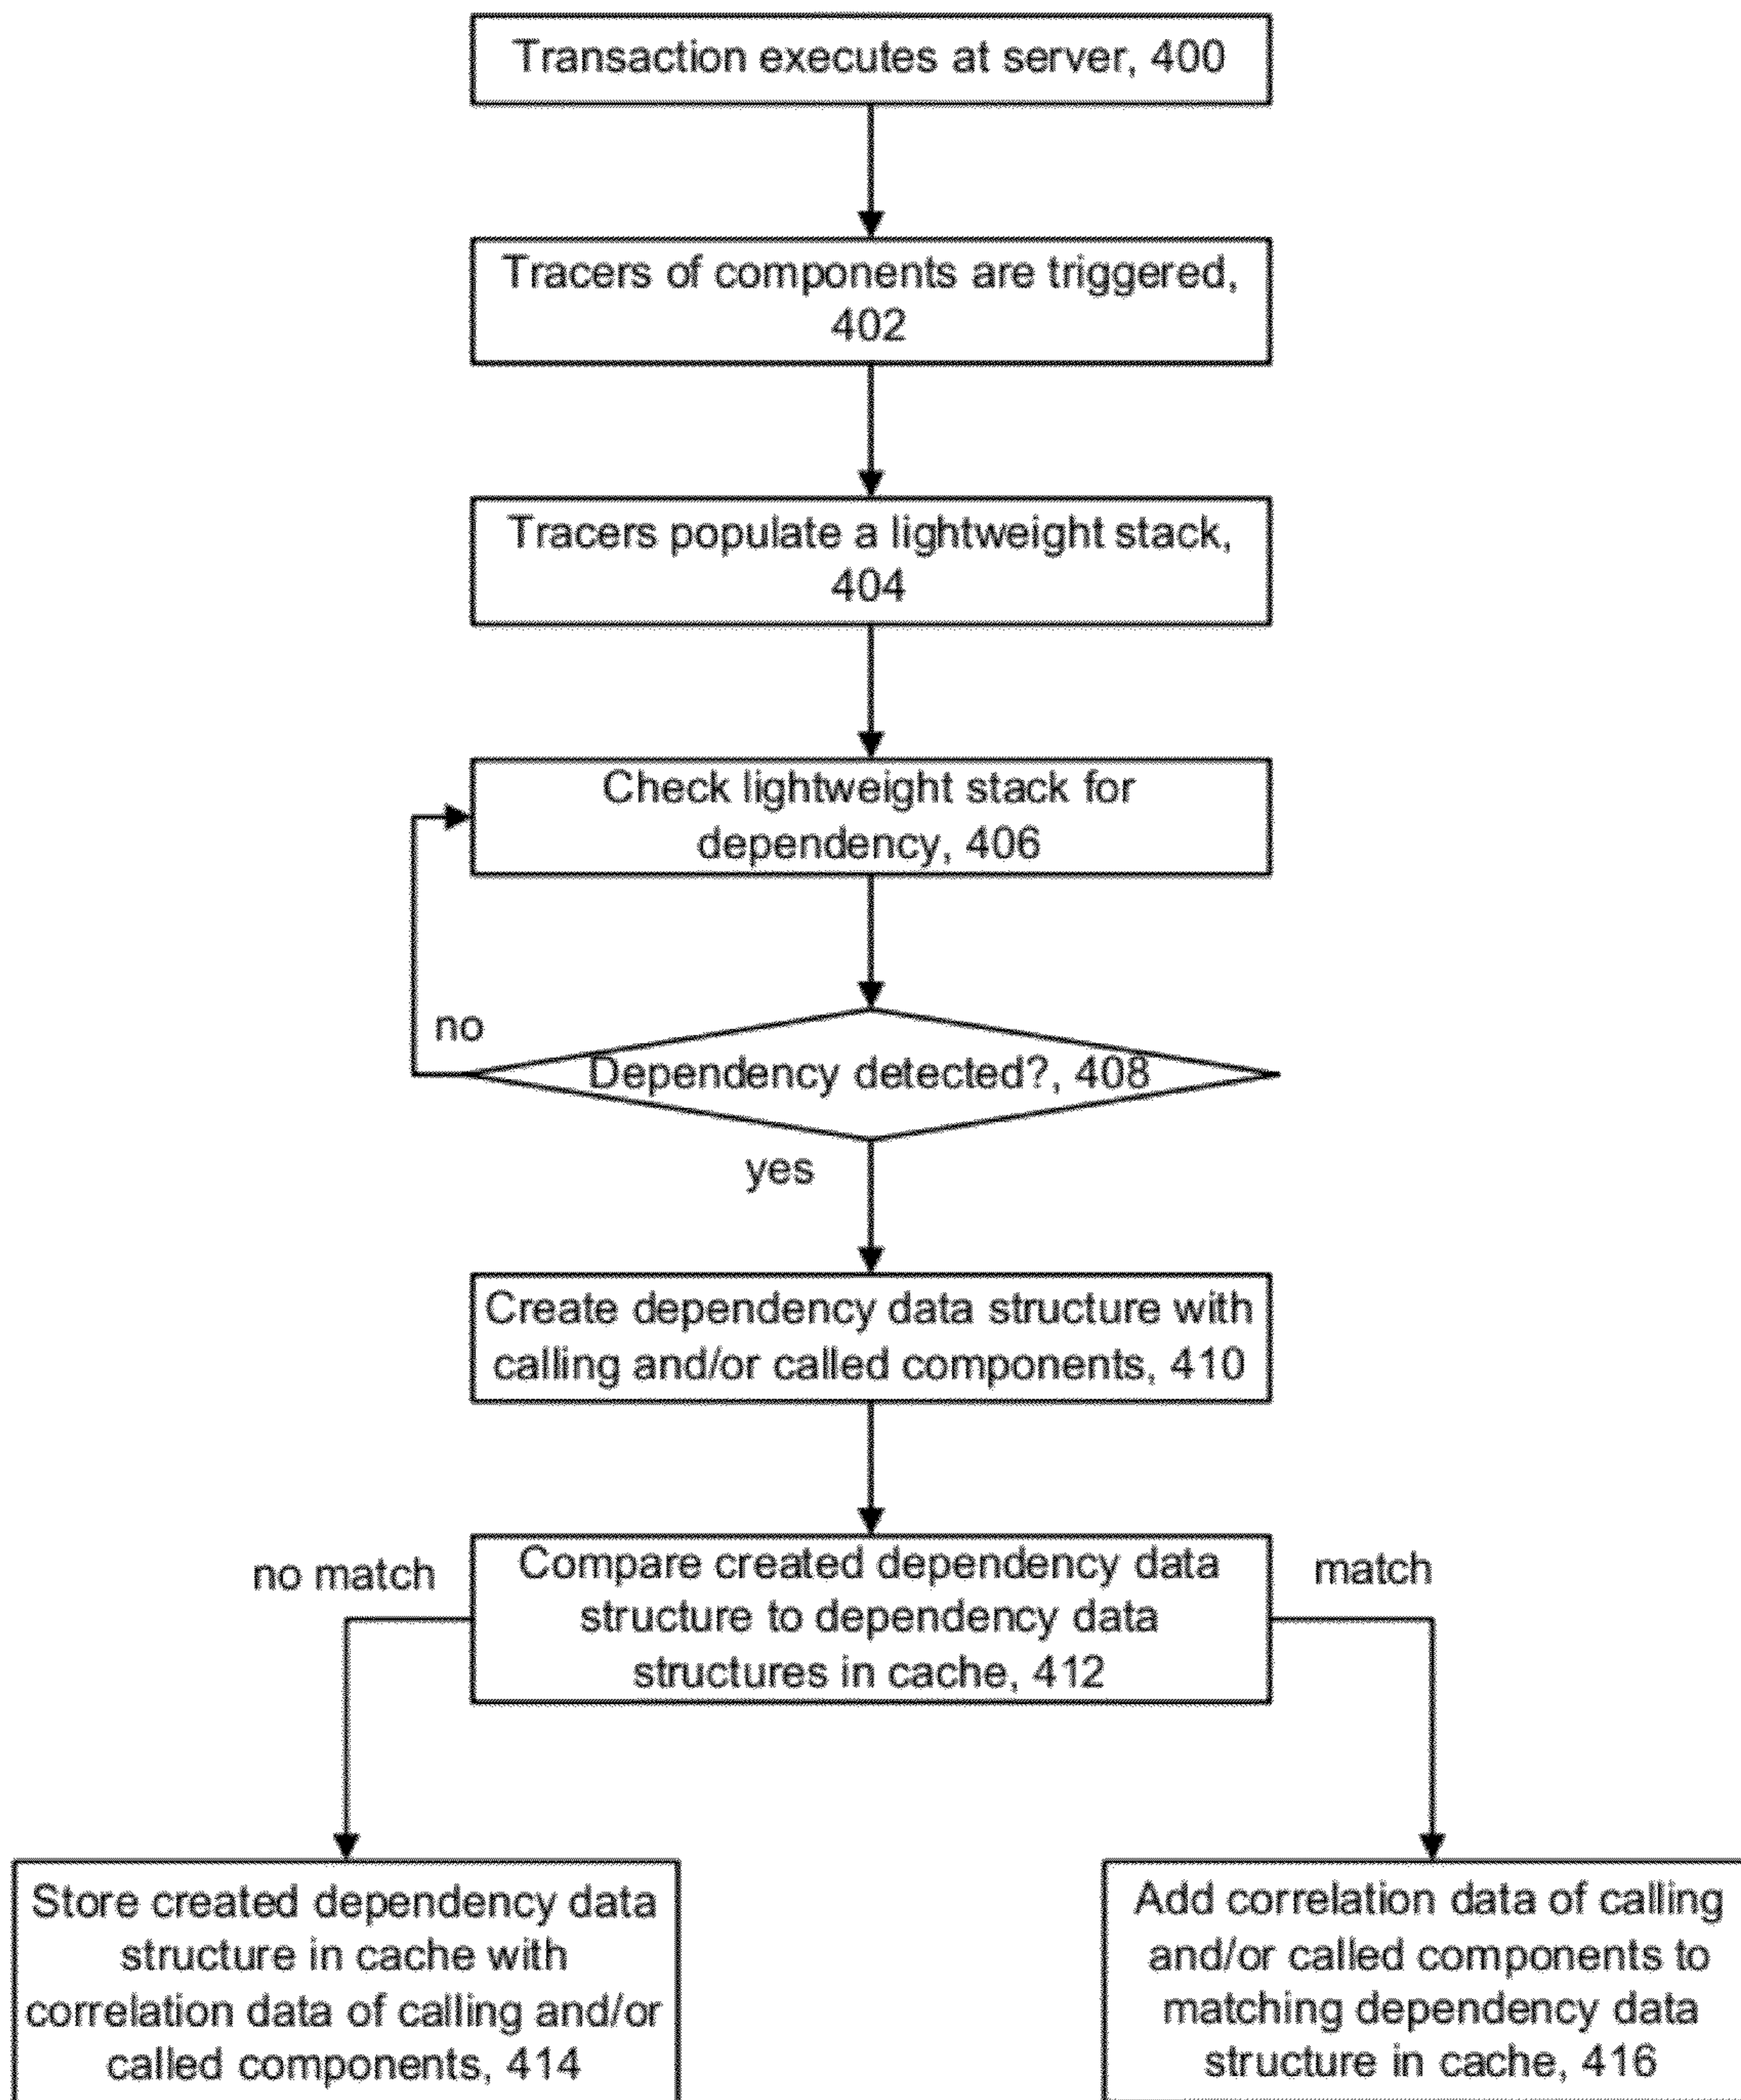 Transaction executes at server, 400
Tracers of components are triggered,
402
Tracers populate a lightweight stack,
404
Check lightweight stack for
dependency, 406
no
Dependency detected?, 408
yes
Create dependency data structure with
calling and/or called components, 410
no match
Compare created dependency data
structure to dependency data
structures in cache, 412
match
Store created dependency data
structure in cache with
correlation data of calling and/or
called components, 414
Add correlation data of calling
and/or called components to
matching dependency data
structure in cache, 416